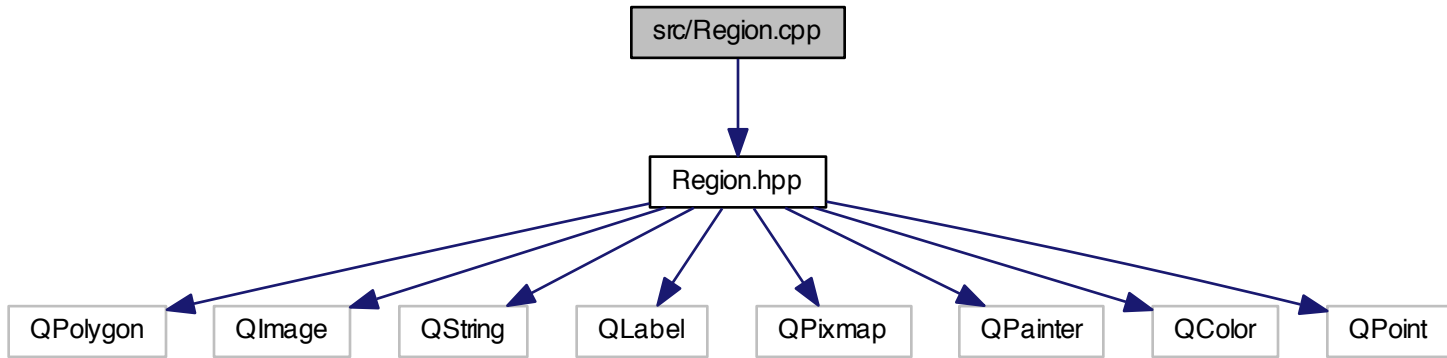 src/Region.cpp
Region.hpp
QPolygon
QImage
QString
QLabel
QPixmap
QPainter
QColor
QPoint